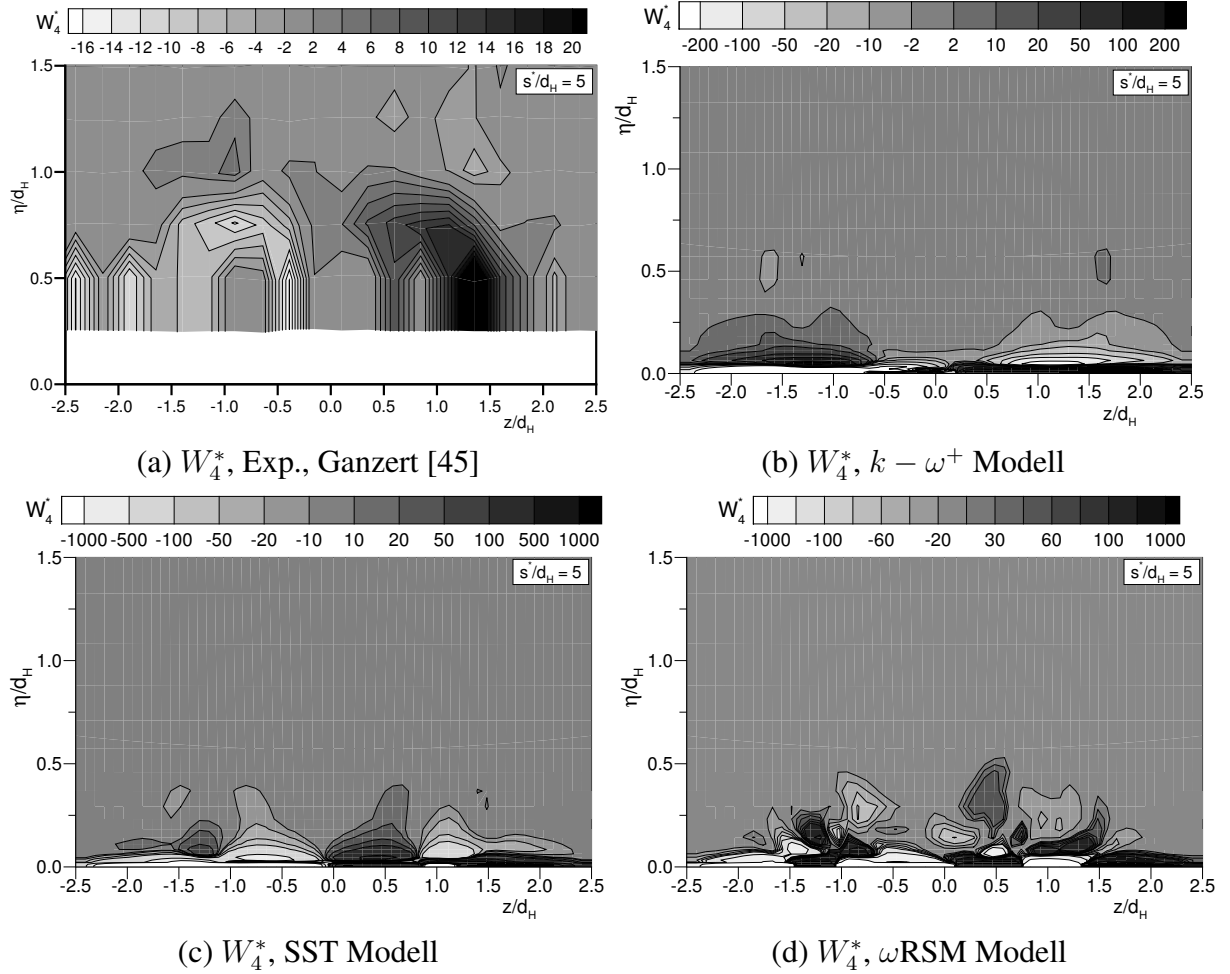 W*4 -16 -14 -12 -10 -8 -6 -4 -2 2 4 6 8 10 12 14 16 18 20
s*/dH = 5
η/dH
1.5
1.0
0.5
0.0
-2.5 -2.0 -1.5 -1.0 -0.5 0.0 0.5 1.0 1.5 2.0 2.5
z/dH
(a) W*4, Exp., Ganzert [45]
W*4 -200 -100 -50 -20 -10 -2 2 10 20 50 100 200
s*/dH = 5
η/dH
1.5
1.0
0.5
0.0
-2.5 -2.0 -1.5 -1.0 -0.5 0.0 0.5 1.0 1.5 2.0 2.5
z/dH
(b) W*4, k − ω+ Modell
W*4 -1000 -500 -100 -50 -20 -10 10 20 50 100 500 1000
s*/dH = 5
η/dH
1.5
1.0
0.5
0.0
-2.5 -2.0 -1.5 -1.0 -0.5 0.0 0.5 1.0 1.5 2.0 2.5
z/dH
(c) W*4, SST Modell
W*4 -1000 -100 -60 -20 30 60 100 1000
s*/dH = 5
η/dH
1.5
1.0
0.5
0.0
-2.5 -2.0 -1.5 -1.0 -0.5 0.0 0.5 1.0 1.5 2.0 2.5
z/dH
(d) W*4, ωRSM Modell